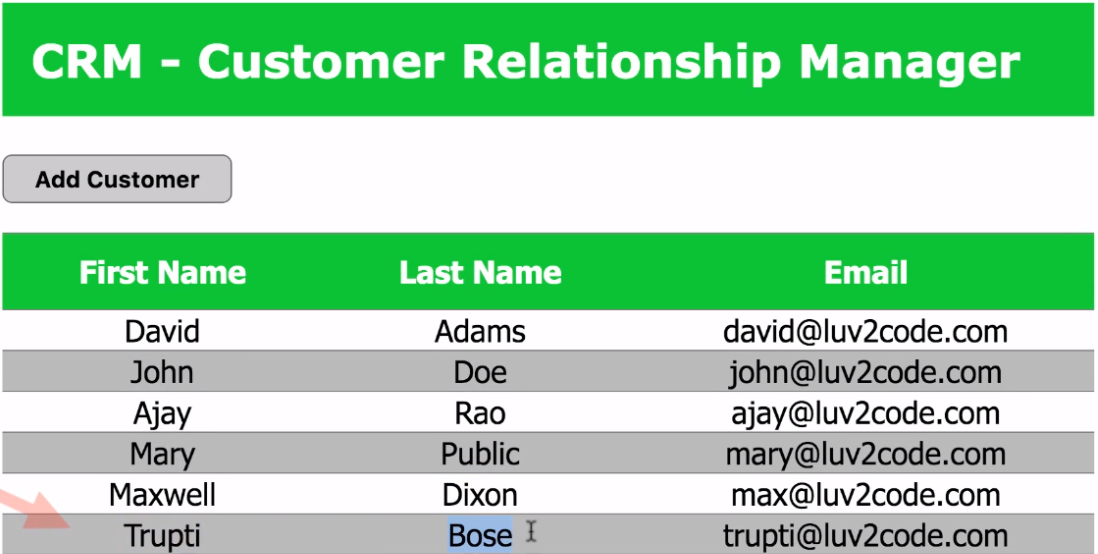 CRM - Customer Relationship Manager
Add Customer
First Name Last Name Email
David Adams david@luv2code.com
John Doe john@luv2code.com
Ajay Rao ajay@luv2code.com
Mary Public mary@luv2code.com
Maxwell Dixon max@luv2code.com
Trupti Bose trupti@luv2code.com